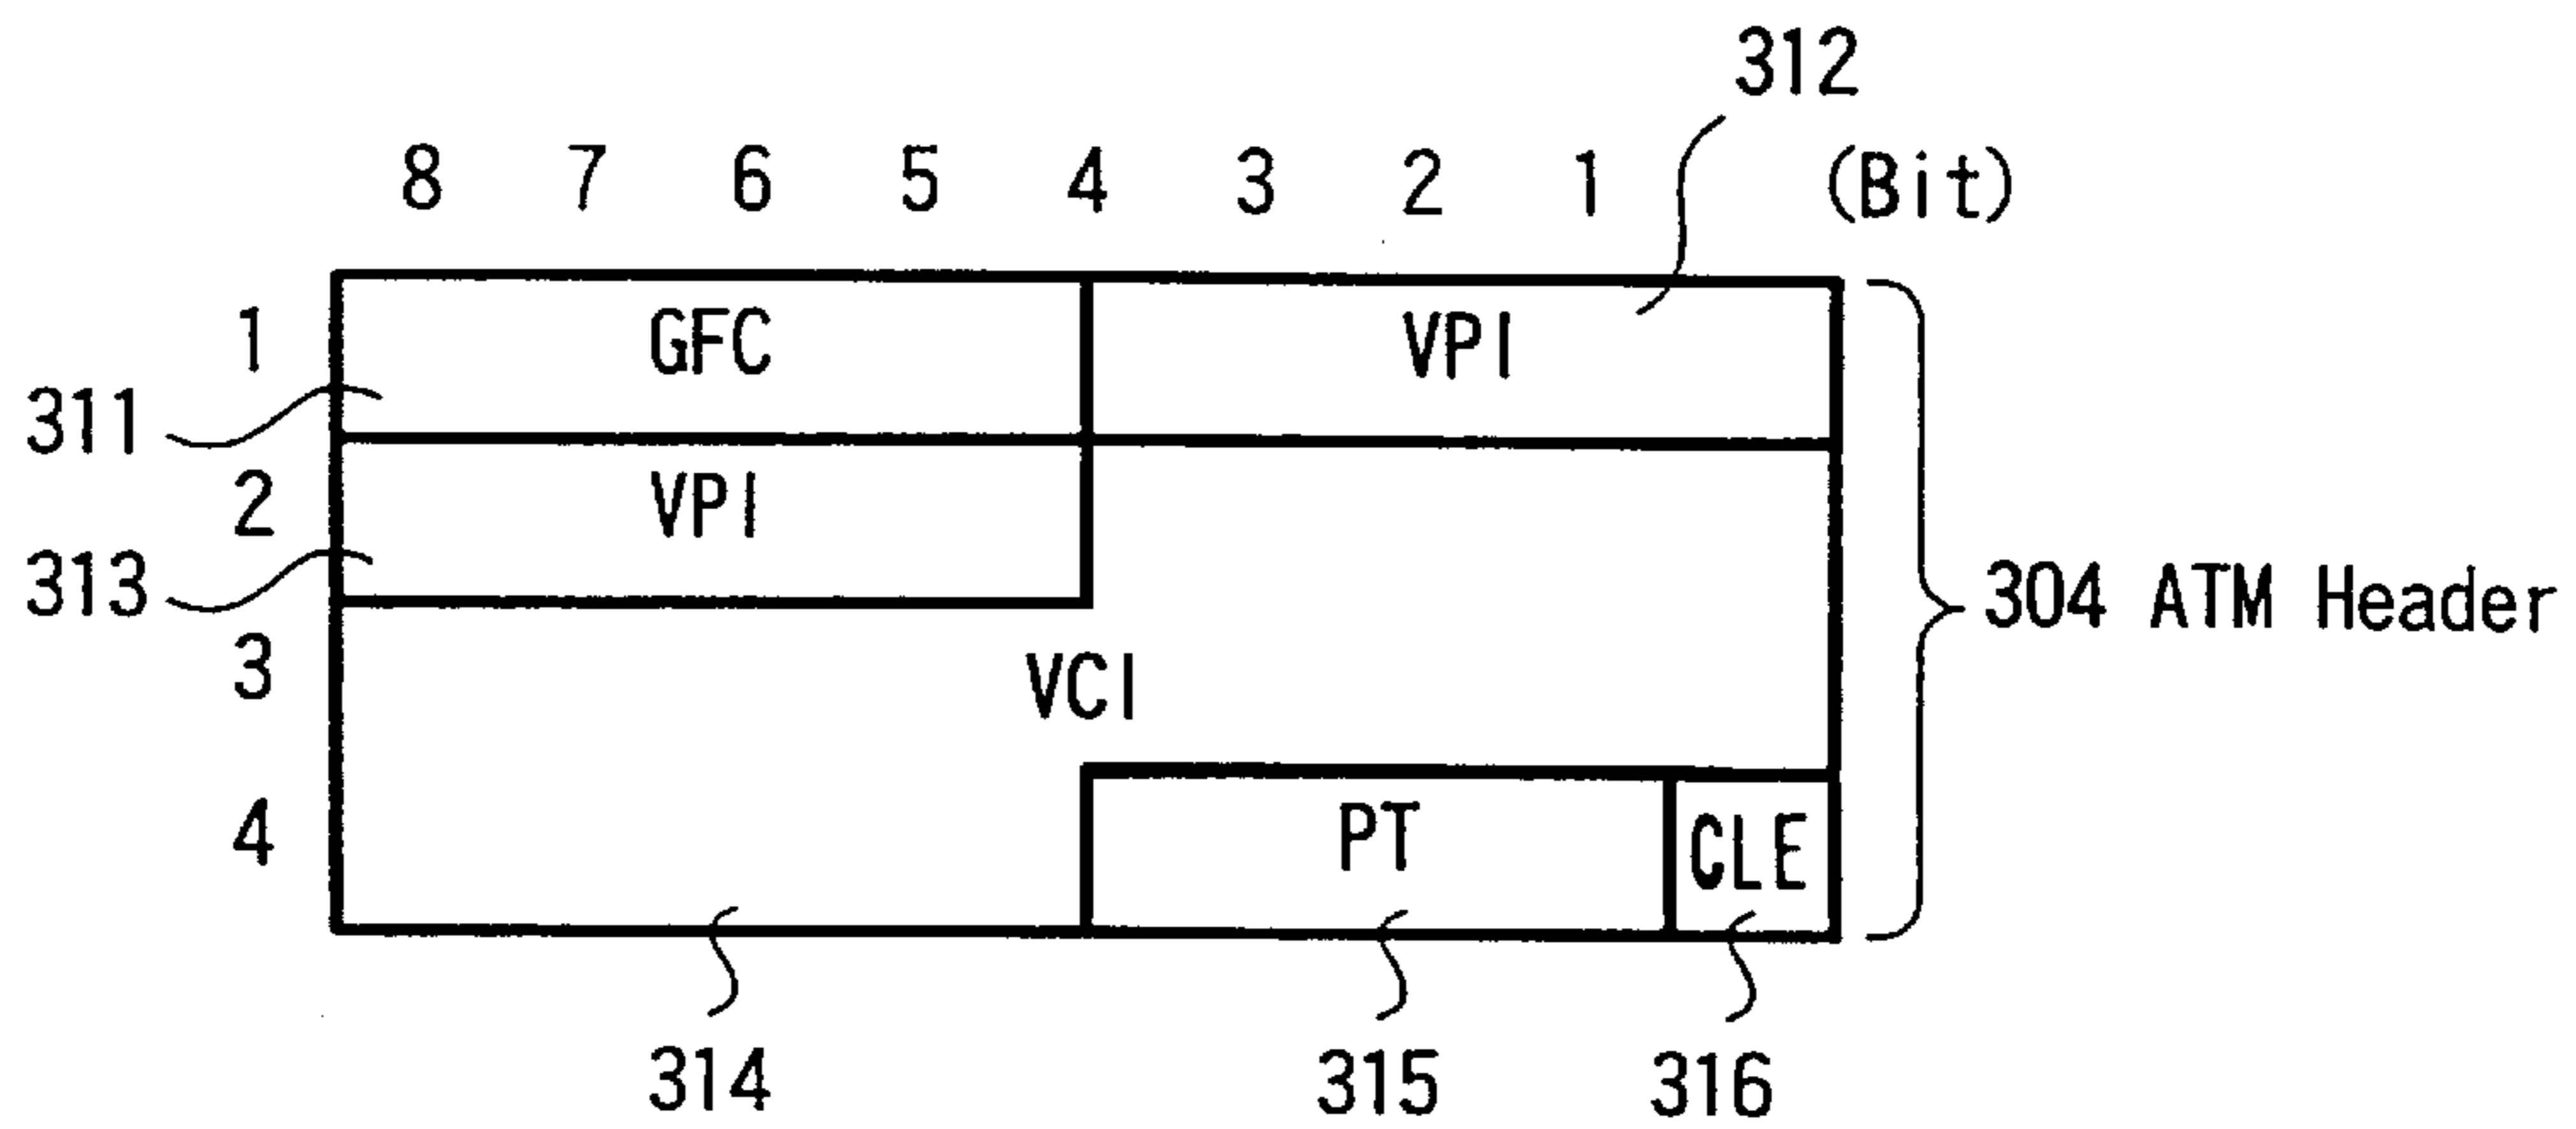 312
8 7 6 5 4 3 2 1 (Bit)
1 GFC VPI
311
2 VPI
313
304 ATM Header
3 VCI
4 PT CLE
314 315 316